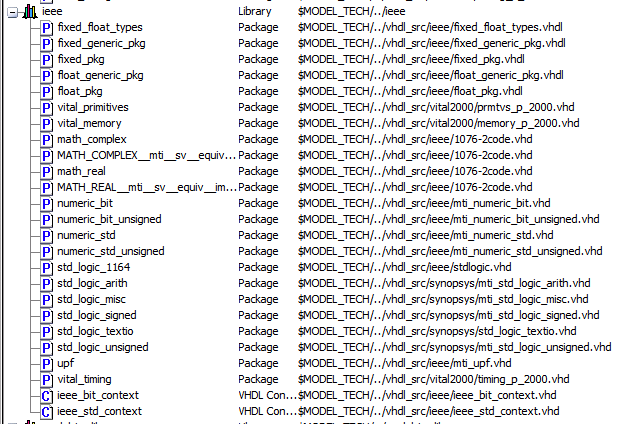 ieee Library $MODEL_TECH/../ieee
fixed_float_types Package $MODEL_TECH/../vhdl_src/ieee/fixed_float_types.vhdl
fixed_generic_pkg Package $MODEL_TECH/../vhdl_src/ieee/fixed_generic_pkg.vhdl
fixed_pkg Package $MODEL_TECH/../vhdl_src/ieee/fixed_pkg.vhdl
float_generic_pkg Package $MODEL_TECH/../vhdl_src/ieee/float_generic_pkg.vhdl
float_pkg Package $MODEL_TECH/../vhdl_src/ieee/float_pkg.vhdl
vital_primitives Package $MODEL_TECH/../vhdl_src/vital2000/prmtvs_p_2000.vhd
vital_memory Package $MODEL_TECH/../vhdl_src/vital2000/memory_p_2000.vhd
math_complex Package $MODEL_TECH/../vhdl_src/ieee/1076-2code.vhd
MATH_COMPLEX__mti__sv__equiv... Package $MODEL_TECH/../vhdl_src/ieee/1076-2code.vhd
math_real Package $MODEL_TECH/../vhdl_src/ieee/1076-2code.vhd
MATH_REAL__mti__sv__equiv__im... Package $MODEL_TECH/../vhdl_src/ieee/1076-2code.vhd
numeric_bit Package $MODEL_TECH/../vhdl_src/ieee/mti_numeric_bit.vhd
numeric_bit_unsigned Package $MODEL_TECH/../vhdl_src/ieee/mti_numeric_bit_unsigned.vhd
numeric_std Package $MODEL_TECH/../vhdl_src/ieee/mti_numeric_std.vhd
numeric_std_unsigned Package $MODEL_TECH/../vhdl_src/ieee/mti_numeric_std_unsigned.vhd
std_logic_1164 Package $MODEL_TECH/../vhdl_src/ieee/stdlogic.vhd
std_logic_arith Package $MODEL_TECH/../vhdl_src/synopsys/mti_std_logic_arith.vhd
std_logic_misc Package $MODEL_TECH/../vhdl_src/synopsys/mti_std_logic_misc.vhd
std_logic_signed Package $MODEL_TECH/../vhdl_src/synopsys/mti_std_logic_signed.vhd
std_logic_textio Package $MODEL_TECH/../vhdl_src/synopsys/std_logic_textio.vhd
std_logic_unsigned Package $MODEL_TECH/../vhdl_src/synopsys/mti_std_logic_unsigned.vhd
upf Package $MODEL_TECH/../vhdl_src/ieee/mti_upf.vhd
vital_timing Package $MODEL_TECH/../vhdl_src/vital2000/timing_p_2000.vhd
ieee_bit_context VHDL Con... $MODEL_TECH/../vhdl_src/ieee/ieee_bit_context.vhd
ieee_std_context VHDL Con... $MODEL_TECH/../vhdl_src/ieee/ieee_std_context.vhd